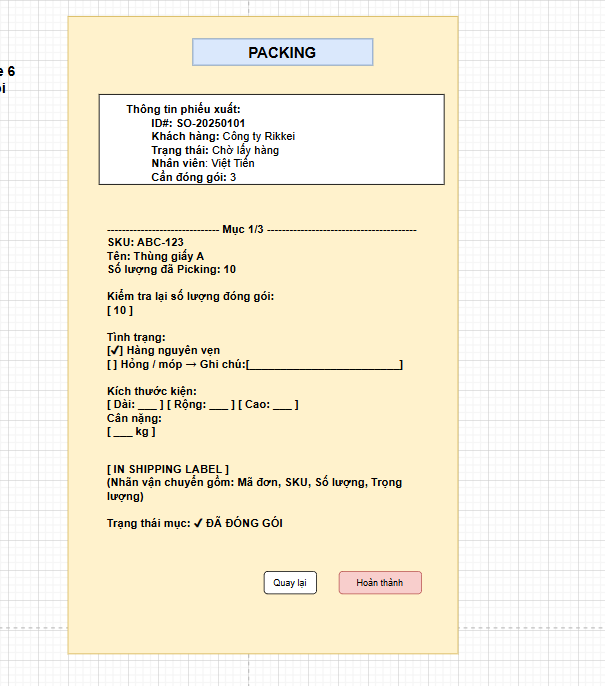 e 6
PACKING
Thông tin phiếu xuất:
ID#: SO-20250101
Khách hàng: Công ty Rikkei
Trạng thái: Chờ lấy hàng
Nhân viên: Việt Tiến
Cần đóng gói: 3
------------------------------ Mục 1/3 ----------------------------------------
SKU: ABC-123
Tên: Thùng giấy A
Số lượng đã Picking: 10
Kiểm tra lại số lượng đóng gói:
[ 10 ]
Tình trạng:
[✔] Hàng nguyên vẹn
[ ] Hỏng / móp → Ghi chú:[________________________]
Kích thước kiện:
[ Dài: ___ ] [ Rộng: ___ ] [ Cao: ___ ]
Cân nặng:
[ ___ kg ]
[ IN SHIPPING LABEL ]
(Nhãn vận chuyển gồm: Mã đơn, SKU, Số lượng, Trọng
lượng)
Trạng thái mục: ✔ ĐÃ ĐÓNG GÓI
Quay lại
Hoàn thành